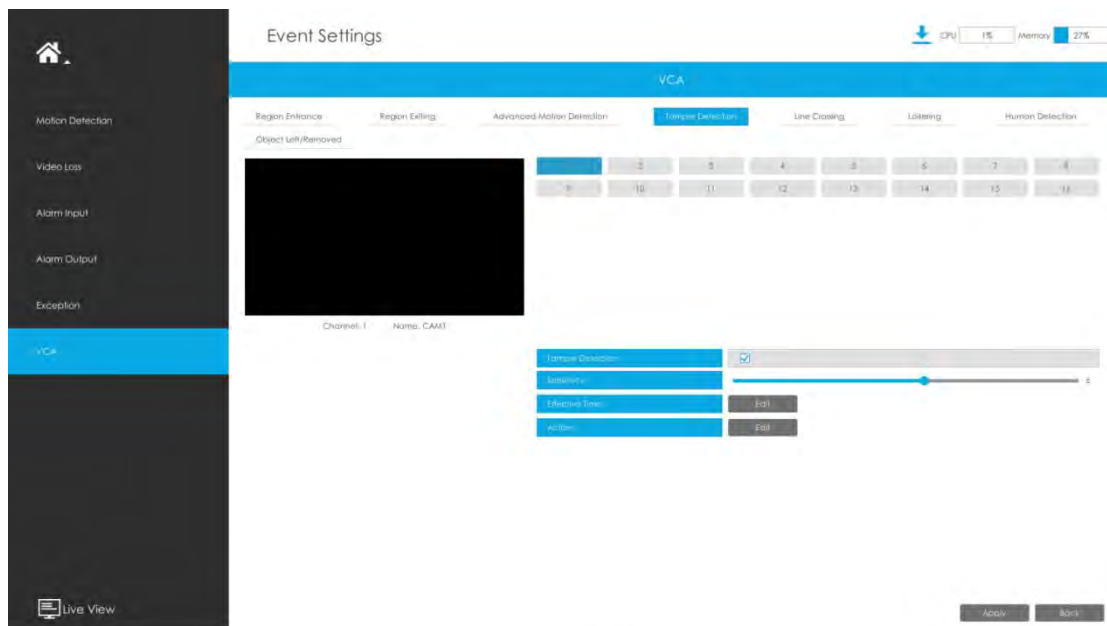 Event Settings
CPU 1% Memory 27%
VCA
Motion Detection
Video Loss
Alarm Input
Alarm Output
Exception
VCA
Live View
Region Entrance Region Exiting Advanced Motion Detection Tamper Detection Line Crossing Loitering Human Detection
Object Left/Removed
2 3 4 5 6 7 8
9 10 11 12 13 14 15 16
Channel: 1 Name: CAM1
Tamper Detection
Sensitivity
Effective Time: Edit
Action: Edit
Apply Back